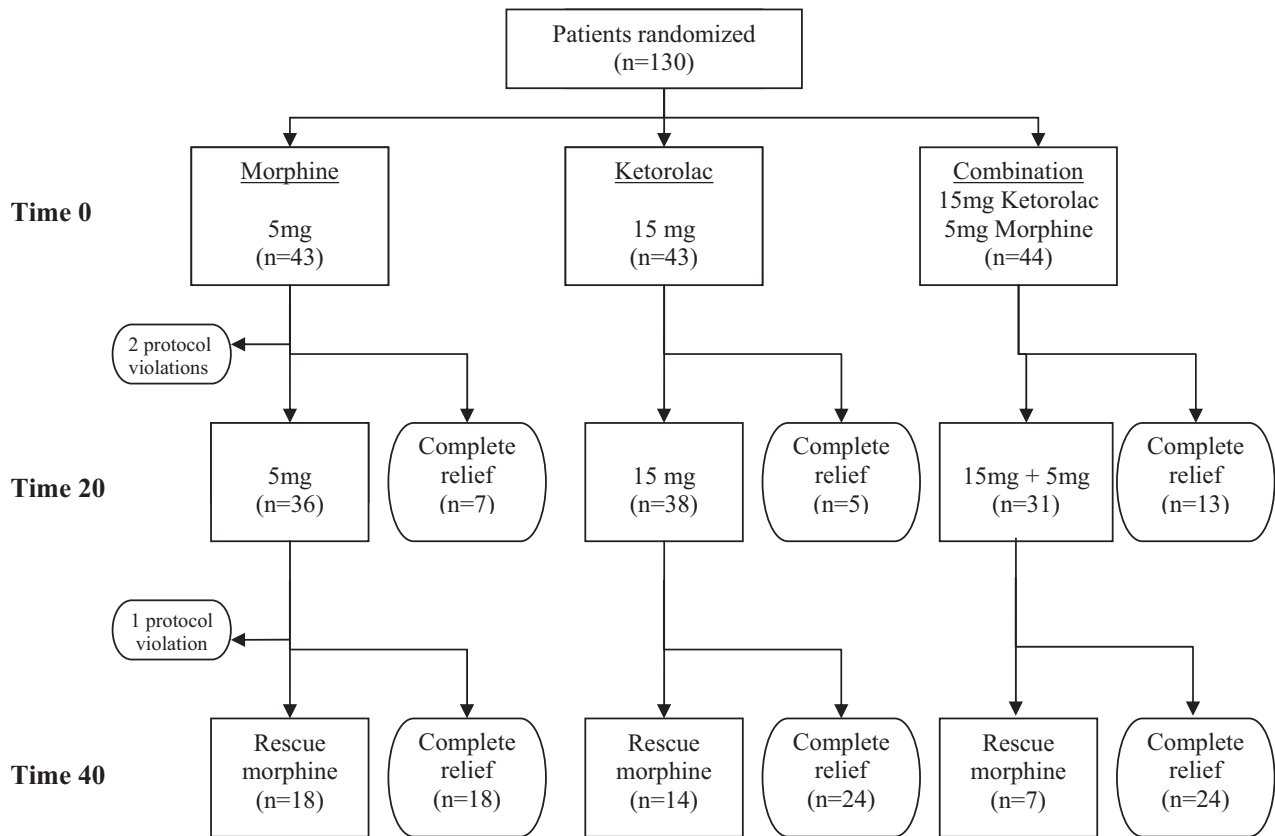 Patients randomized
(n=130)
Morphine
5mg
(n=43)
Ketorolac
15 mg
(n=43)
Combination
15mg Ketorolac
5mg Morphine
(n=44)
Time 0
2 protocol
violations
5mg
(n=36)
Complete
relief
(n=7)
15 mg
(n=38)
Complete
relief
(n=5)
15mg + 5mg
(n=31)
Complete
relief
(n=13)
Time 20
1 protocol
violation
Rescue
morphine
(n=18)
Complete
relief
(n=18)
Rescue
morphine
(n=14)
Complete
relief
(n=24)
Rescue
morphine
(n=7)
Complete
relief
(n=24)
Time 40